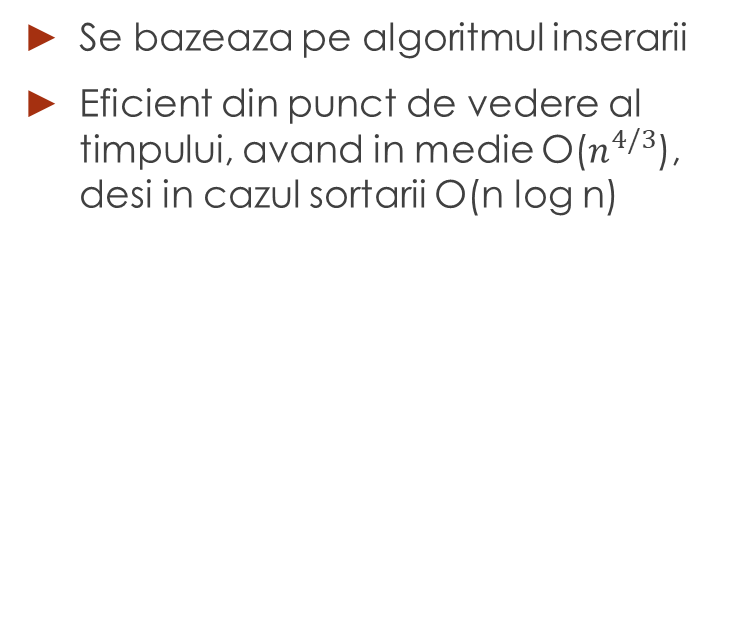 ► Se bazeaza pe algoritmul inserarii
► Eficient din punct de vedere al
timpului, avand in medie O(n^{4/3}),
desi in cazul sortarii O(n log n)